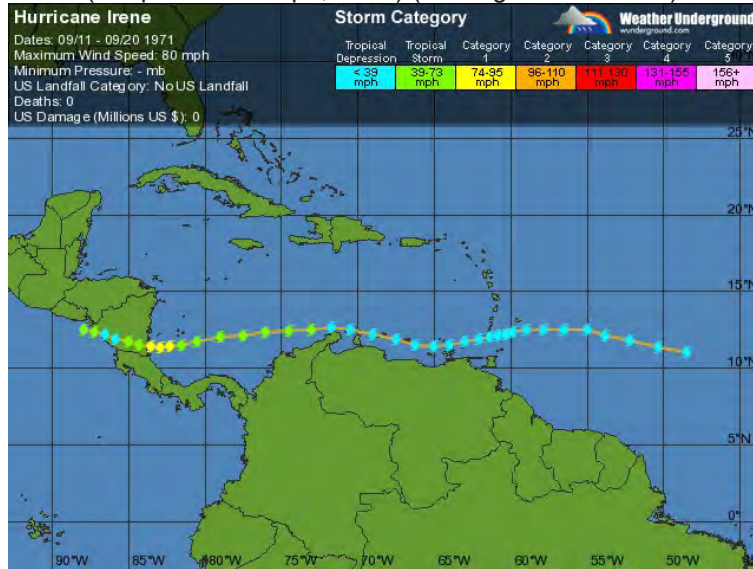 Hurricane Irene
Dates: 09/11 - 09/20 1971
Maximum Wind Speed: 80 mph
Minimum Pressure: - mb
US Landfall Category: No US Landfall
Deaths: 0
US Damage (Millions US $): 0
Storm Category
Weather Underground
wunderground.com
Tropical Depression
Tropical Storm
Category 1
Category 2
Category 3
Category 4
Category 5
< 39 mph
39-73 mph
74-95 mph
96-110 mph
111-130 mph
131-155 mph
156+ mph
25°N
20°N
15°N
10°N
5°N
0°
90°W 85°W 80°W 75°W 70°W 65°W 60°W 55°W 50°W